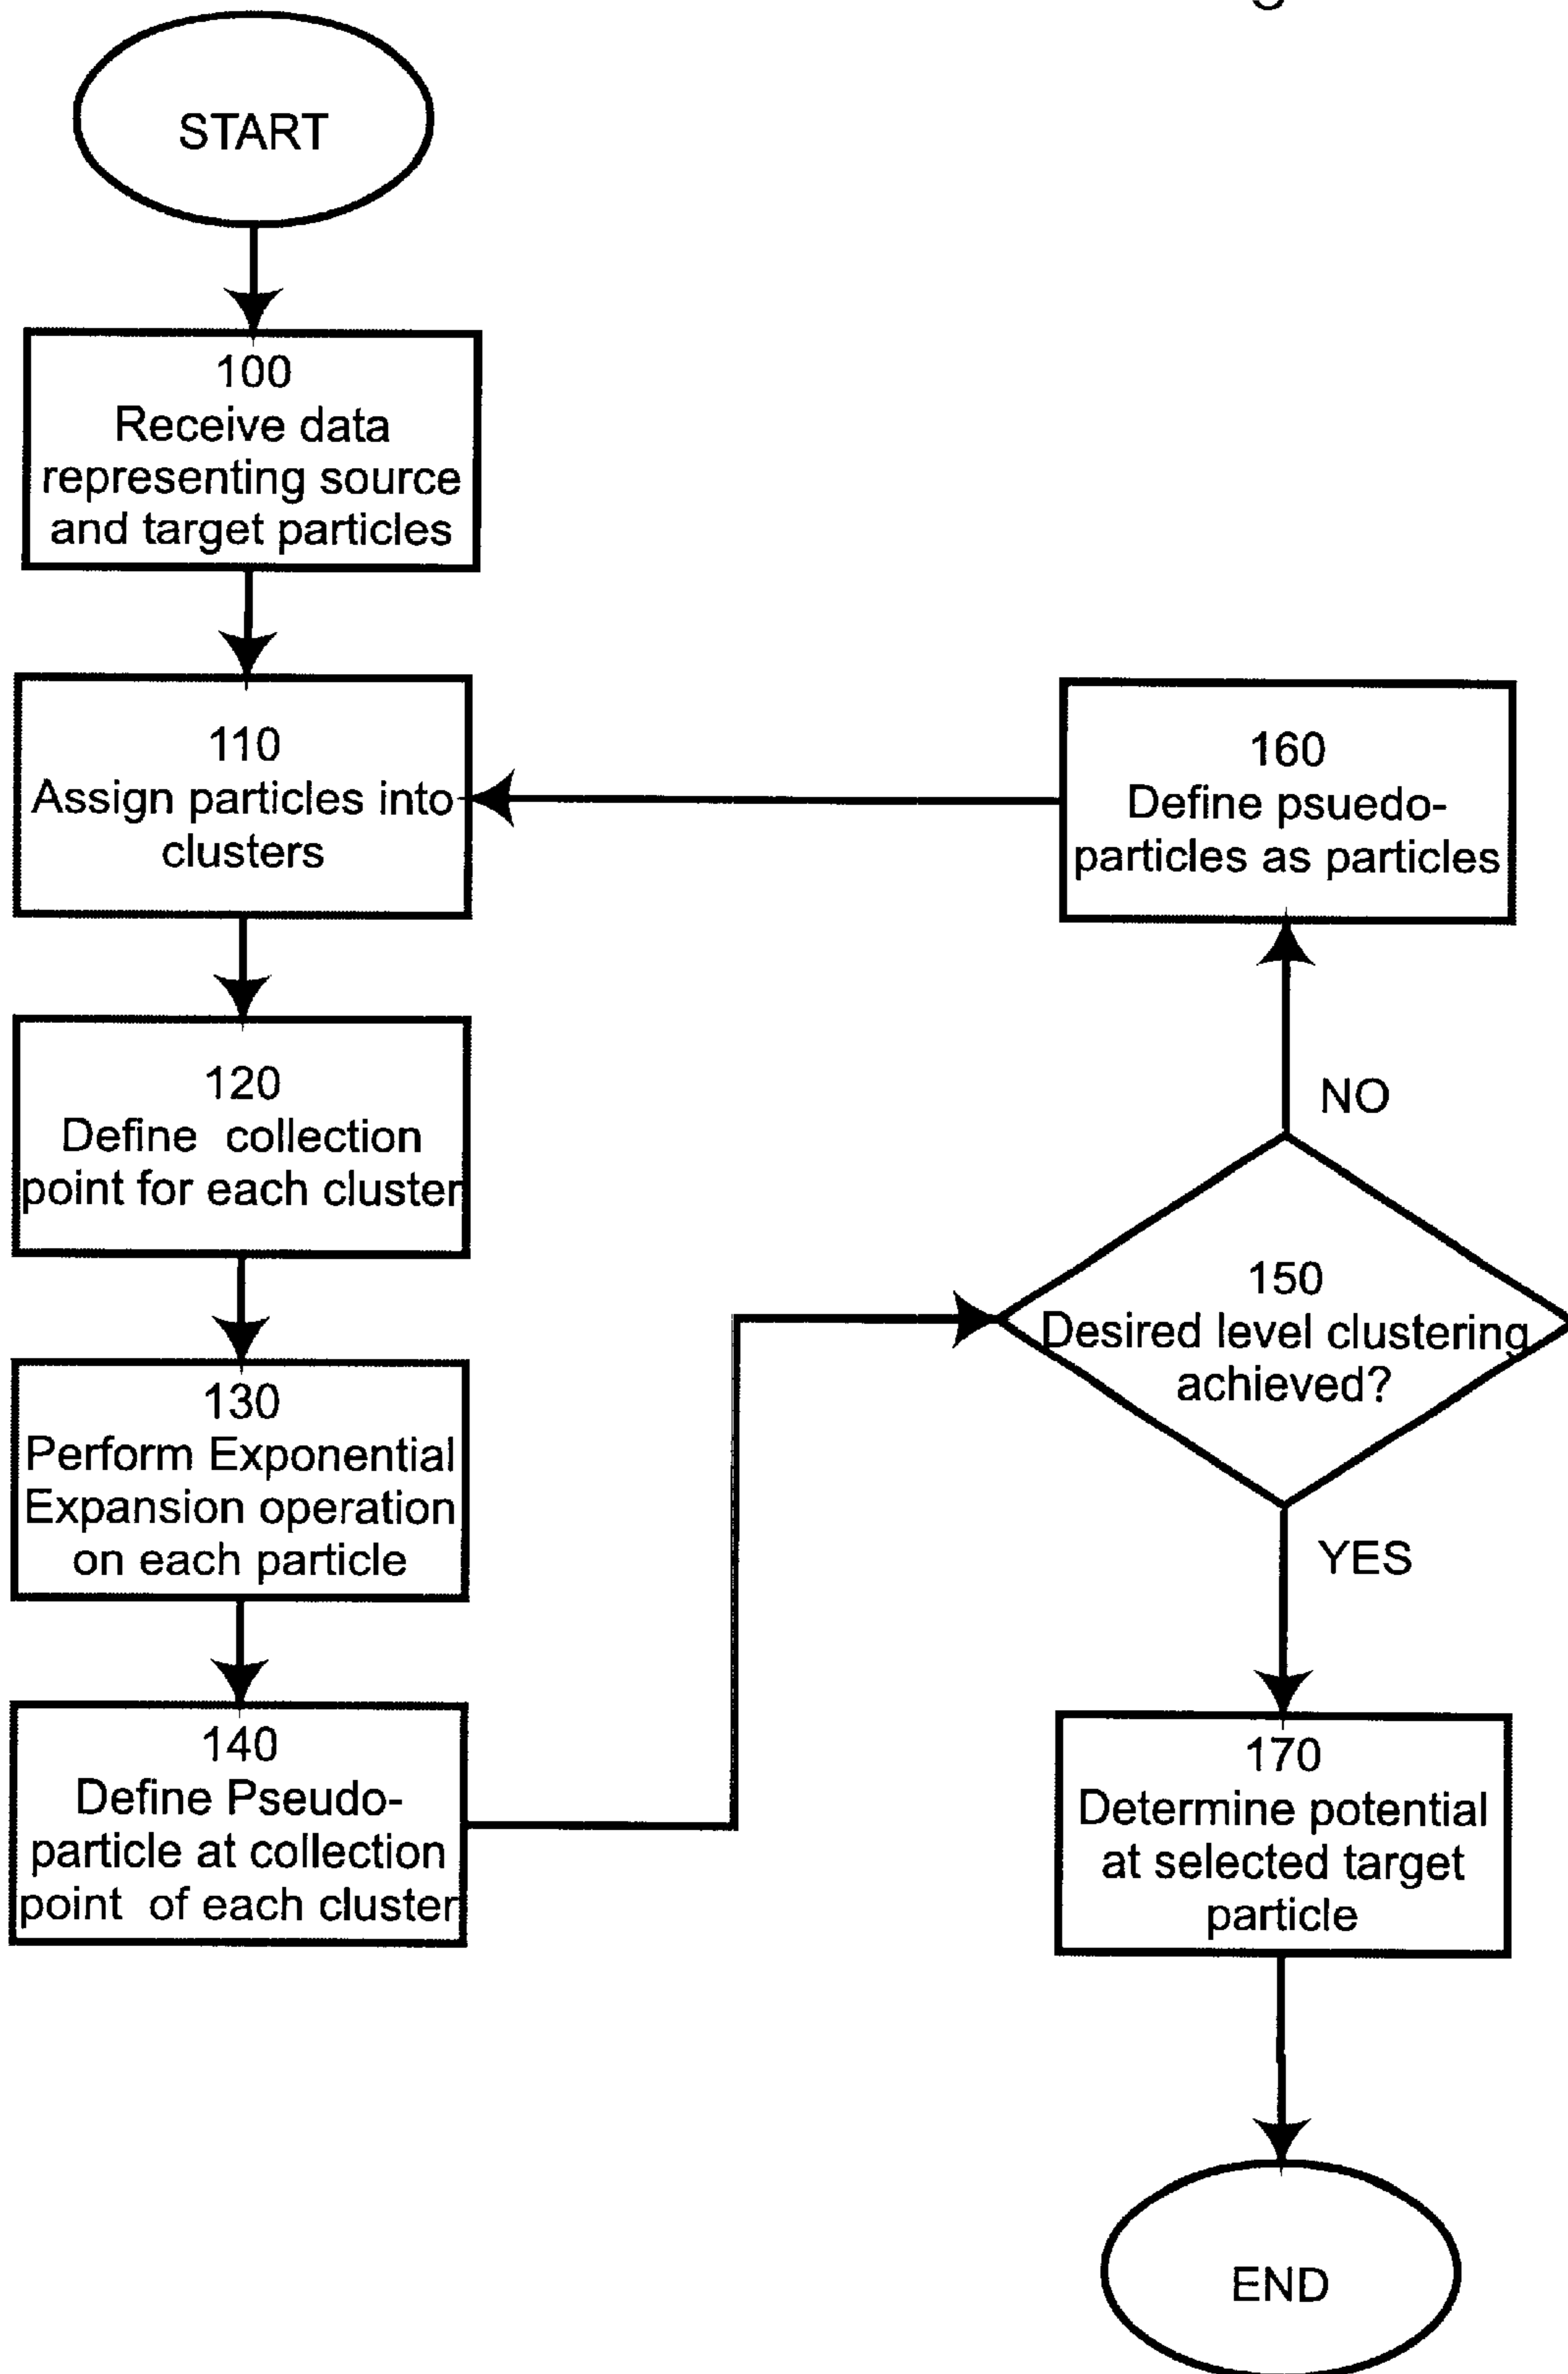 START
100
Receive data
representing source
and target particles
110
Assign particles into
clusters
120
Define collection
point for each cluster
130
Perform Exponential
Expansion operation
on each particle
140
Define Pseudo-
particle at collection
point of each cluster
160
Define psuedo-
particles as particles
NO
150
Desired level clustering
achieved?
YES
170
Determine potential
at selected target
particle
END